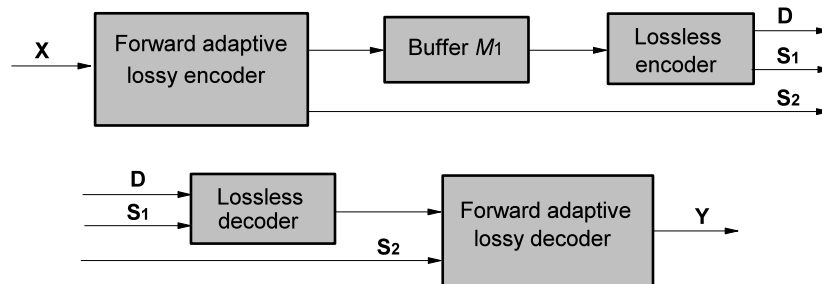 X
Forward adaptive
lossy encoder
Buffer M1
Lossless
encoder
D
S1
S2
D
S1
Lossless
decoder
S2
Forward adaptive
lossy decoder
Y